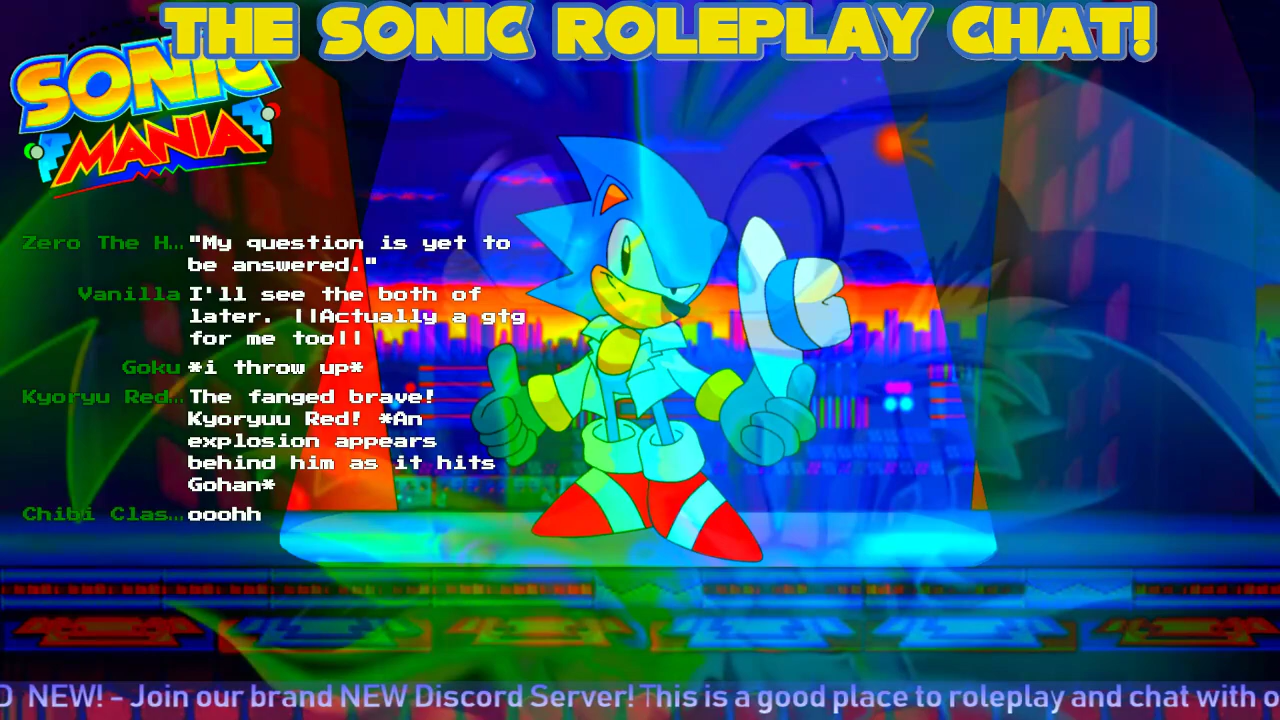 THE SONIC ROLEPLAY CHAT!
SONIC
MANIA
Zero The H... "My question is yet to
be answered."
Vanilla I'll see the both of
later. ||Actually a gtg
for me too||
Goku *i throw up*
Kyoryu Red... The fanged brave!
Kyoryuu Red! *An
explosion appears
behind him as it hits
Gohan*
Chibi Clas... ooohh
D NEW! - Join our brand NEW Discord Server! This is a good place to roleplay and chat with o